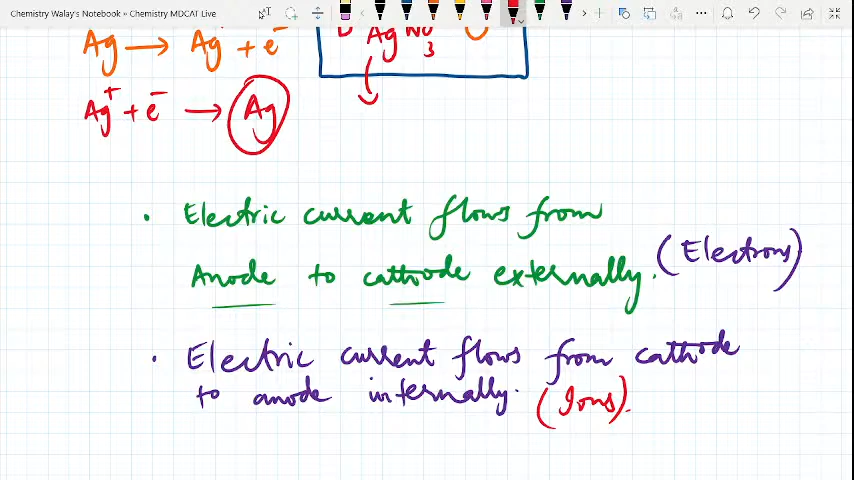 Chemistry Walay's Notebook » Chemistry MDCAT Live
Ag → Ag + e⁻
AgNO3
Ag⁺ + e⁻ → Ag
• Electric current flows from
Anode to cathode externally. (Electrons)
• Electric current flows from cathode
to anode internally. (Ions).